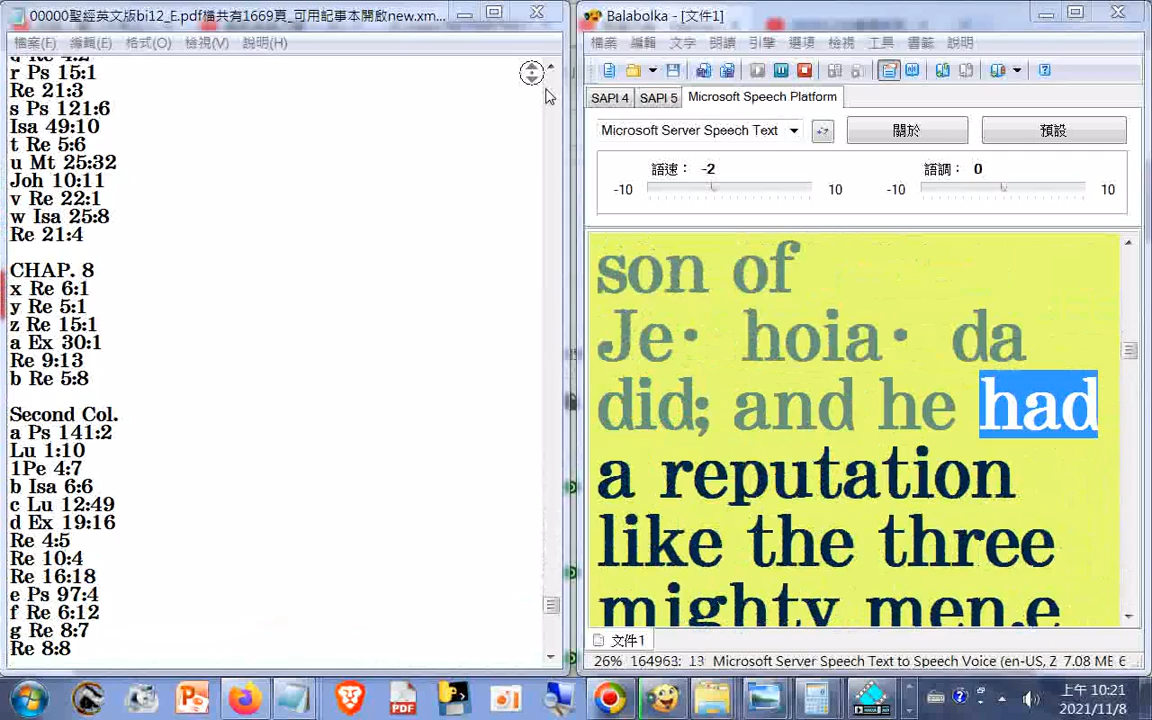 00000聖經英文版bi12_E.pdf檔共有1669頁_可用記事本開啟new.xm...
檔案(F) 編輯(E) 格式(O) 檢視(V) 說明(H)
r Ps 15:1
Re 21:3
s Ps 121:6
Isa 49:10
t Re 5:6
u Mt 25:32
Joh 10:11
v Re 22:1
w Isa 25:8
Re 21:4
CHAP. 8
x Re 6:1
y Re 5:1
z Re 15:1
a Ex 30:1
Re 9:13
b Re 5:8
Second Col.
a Ps 141:2
Lu 1:10
1Pe 4:7
b Isa 6:6
c Lu 12:49
d Ex 19:16
Re 4:5
Re 10:4
Re 16:18
e Ps 97:4
f Re 6:12
g Re 8:7
Re 8:8
Balabolka - [文件1]
檔案 編輯 文字 朗讀 引擎 選項 檢視 工具 書籤 說明
SAPI 4 SAPI 5 Microsoft Speech Platform
Microsoft Server Speech Text 關於 預設
語速： -2 語調： 0
-10 10 -10 10
son of
Je· hoia· da
did; and he had
a reputation
like the three
mighty men.e
文件1
26% 164963: 13 Microsoft Server Speech Text to Speech Voice (en-US, Z 7.08 MB 6
上午 10:21
2021/11/8